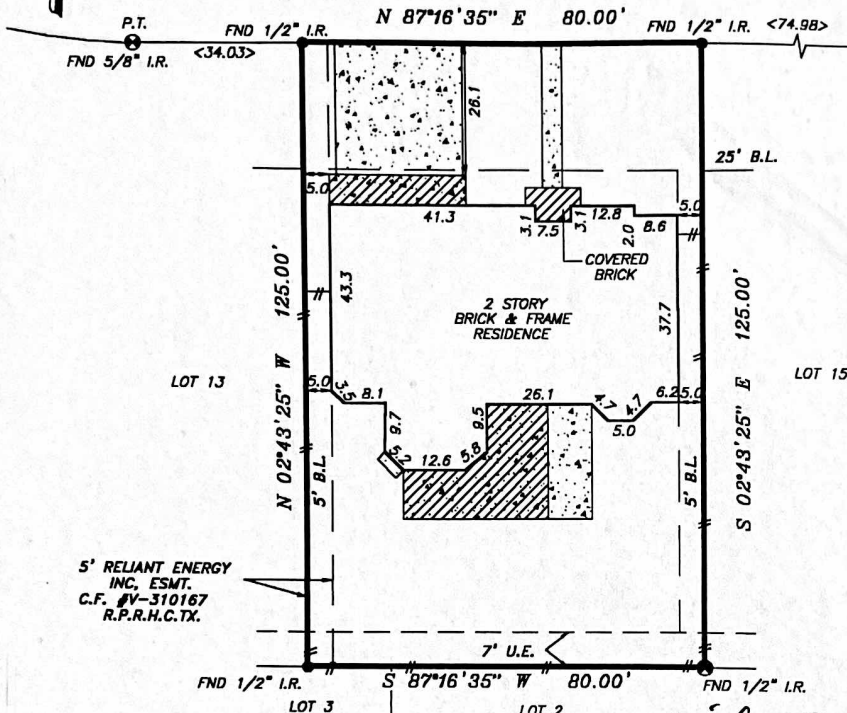 N 87°16'35" E 80.00'
P.T.
FND 1/2" I.R.
FND 1/2" I.R.
<74.98>
FND 5/8" I.R.
<34.03>
26.1
25' B.L.
5.0
5.0
41.3
3.1
7.5
3.1
12.8
2.0
8.6
COVERED
BRICK
43.3
2 STORY
BRICK & FRAME
RESIDENCE
37.7
N 02°43'25" W 125.00'
S 02°43'25" E 125.00'
LOT 13
LOT 15
5.0
3.5
8.1
26.1
4.7
4.7
5.0
6.2
5.0
9.7
9.5
5.2
12.6
5.8
5' B.L.
5' B.L.
5' RELIANT ENERGY
INC, ESMT.
C.F. #V-310167
R.P.R.H.C.TX.
7' U.E.
FND 1/2" I.R.
S 87°16'35" W 80.00'
FND 1/2" I.R.
LOT 3
LOT 2